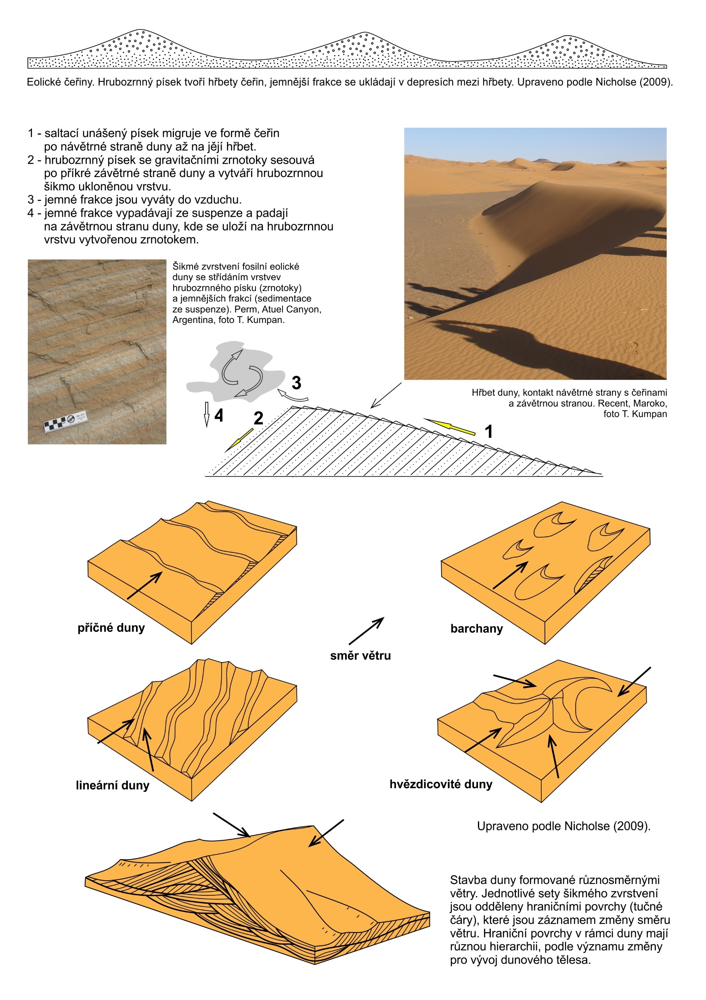 Eolické čeřiny. Hrubozrnný písek tvoří hřbety čeřin, jemnější frakce se ukládají v depresích mezi hřbety. Upraveno podle Nicholse (2009).
1 - saltací unášený písek migruje ve formě čeřin
po návětrné straně duny až na jějí hřbet.
2 - hrubozrnný písek se gravitačními zrnotoky sesouvá
po příkré závětrné straně duny a vytváří hrubozrnnou
šikmo ukloněnou vrstvu.
3 - jemné frakce jsou vyváty do vzduchu.
4 - jemné frakce vypadávají ze suspenze a padají
na závětrnou stranu duny, kde se uloží na hrubozrnnou
vrstvu vytvořenou zrnotokem.
Šikmé zvrstvení fosilní eolické
duny se střídáním vrstvev
hrubozrnného písku (zrnotoky)
a jemnějších frakcí (sedimentace
ze suspenze). Perm, Atuel Canyon,
Argentina, foto T. Kumpan.
Hřbet duny, kontakt návětrné strany s čeřinami
a závětrnou stranou. Recent, Maroko,
foto T. Kumpan
3
4
2
1
příčné duny
barchany
směr větru
lineární duny
hvězdicovité duny
Upraveno podle Nicholse (2009).
Stavba duny formované různosměrnými
větry. Jednotlivé sety šikmého zvrstvení
jsou odděleny hraničními povrchy (tučné
čáry), které jsou záznamem změny směru
větru. Hraniční povrchy v rámci duny mají
různou hierarchii, podle významu změny
pro vývoj dunového tělesa.